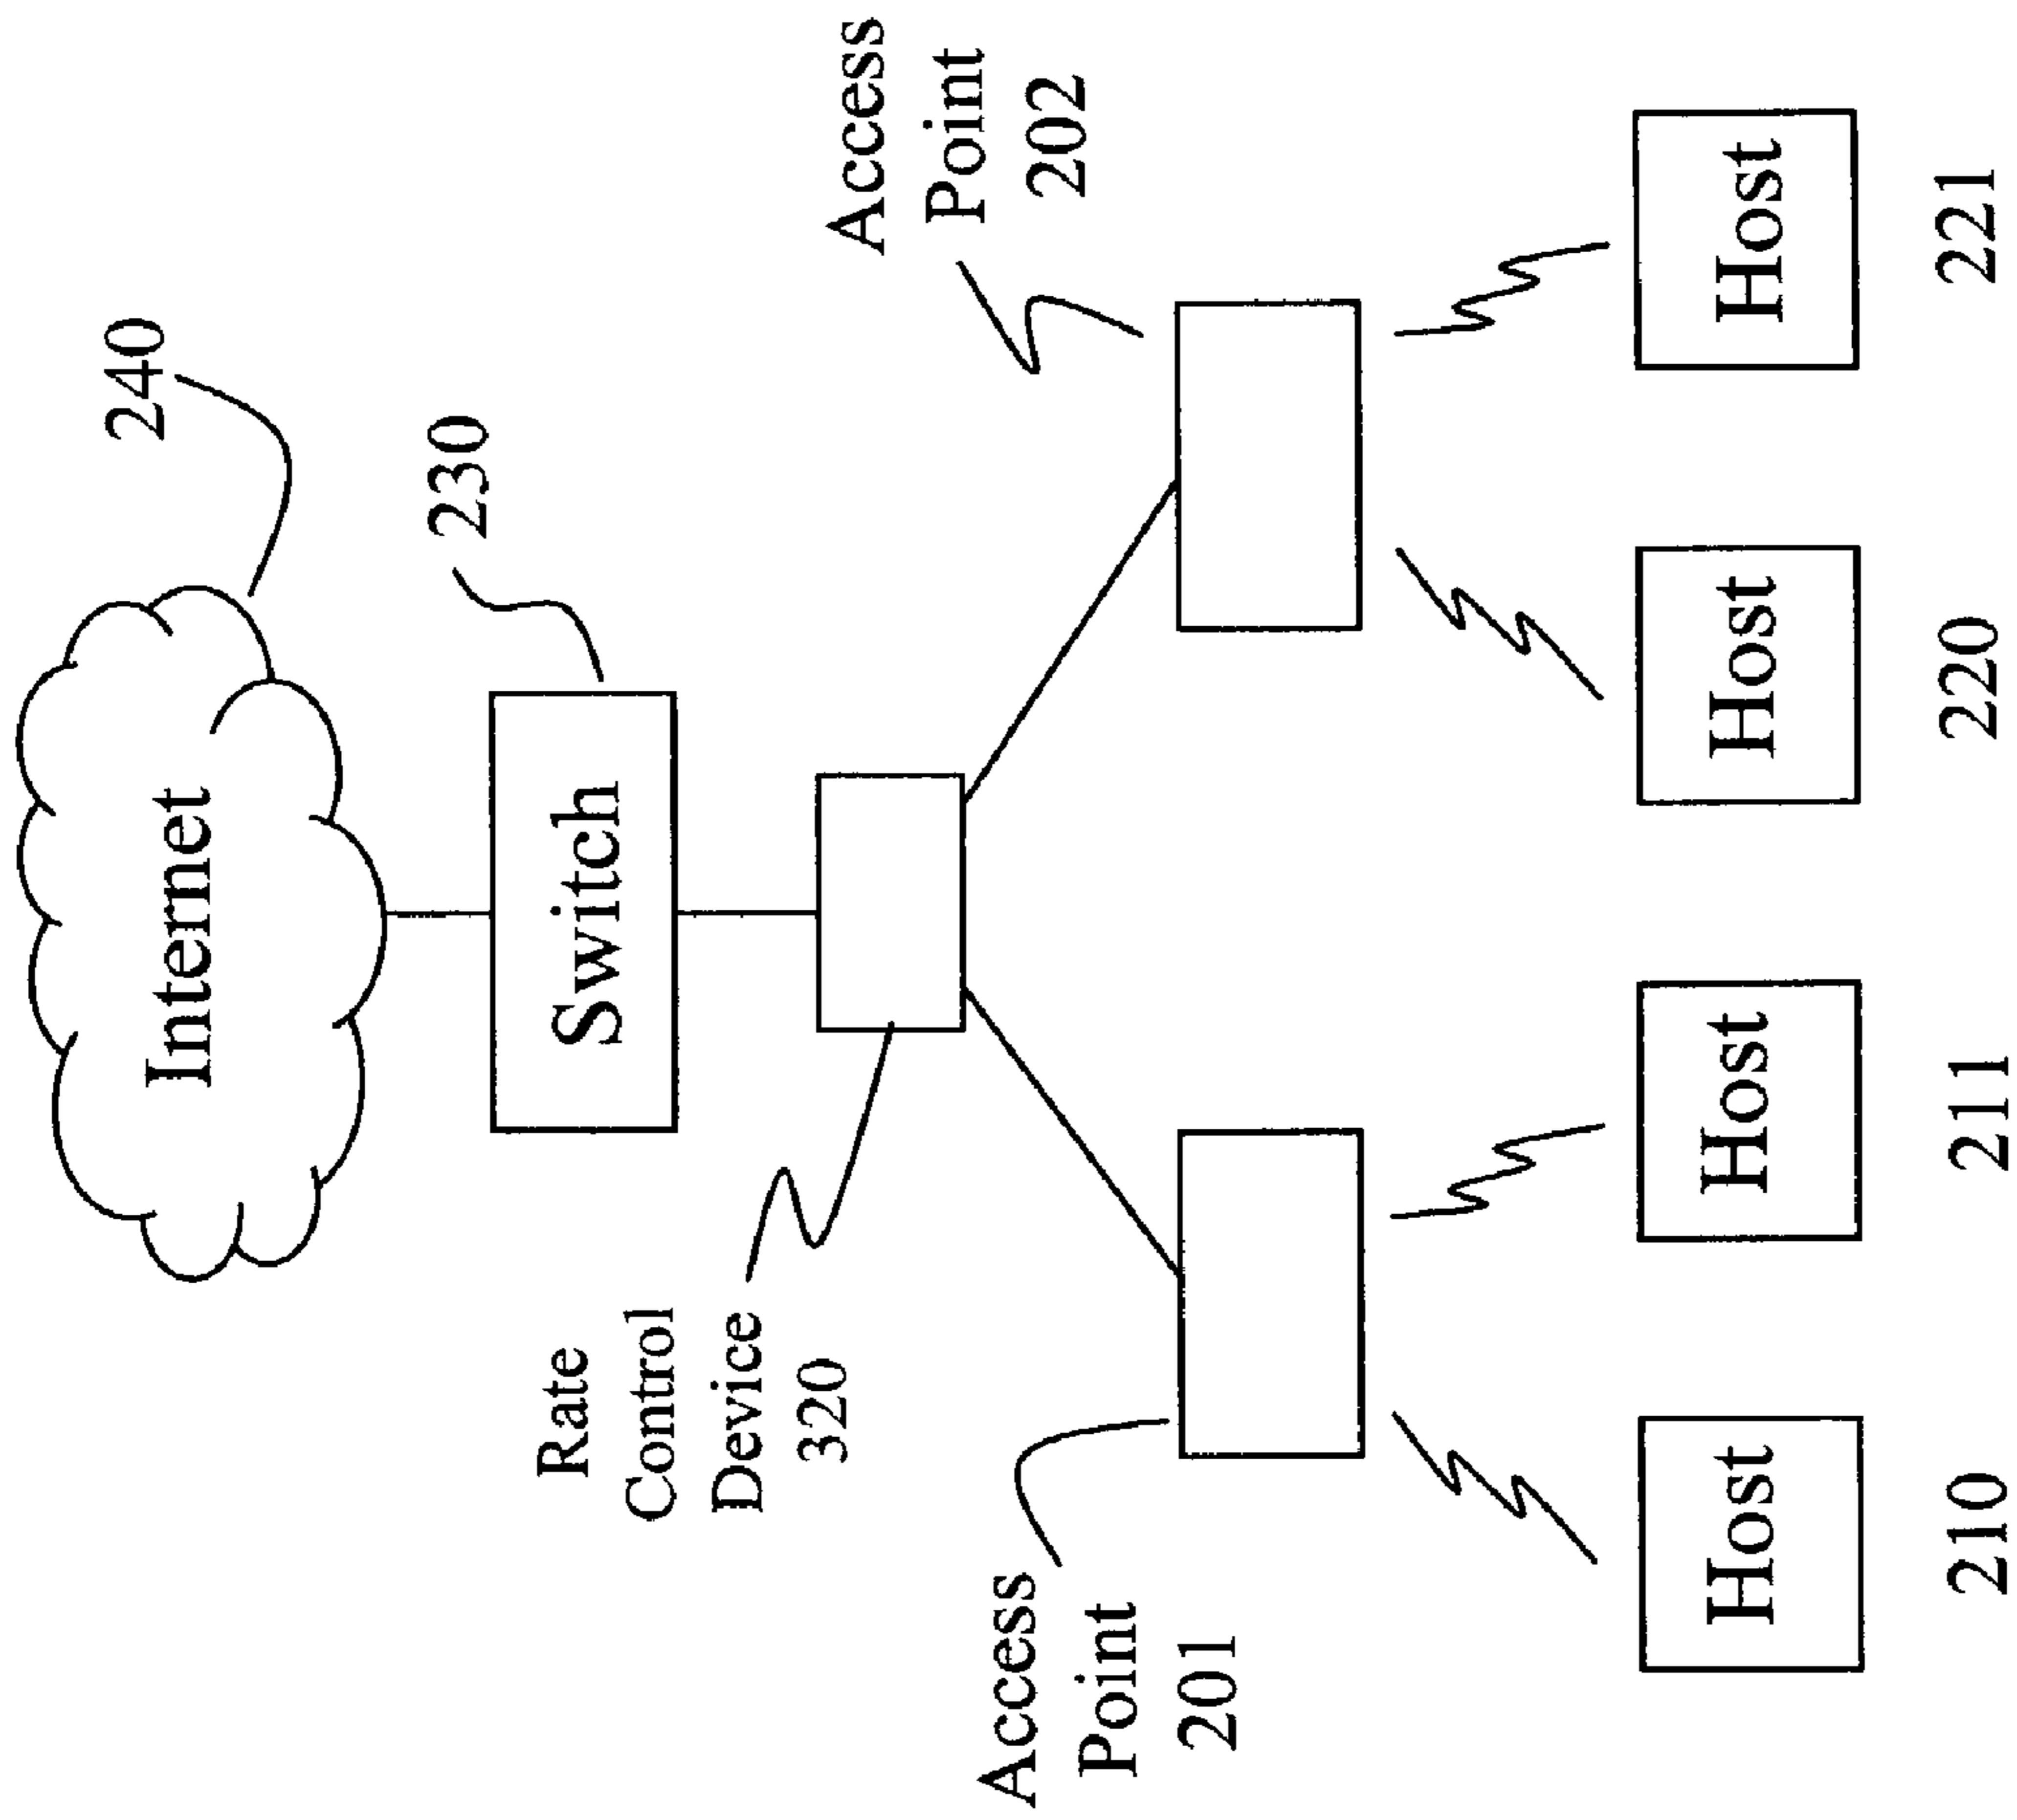 240
Internet
230
Switch
Rate
Control
Device
320
Access
Point
202
Access
Point
201
Host
Host
Host
Host
210
211
220
221